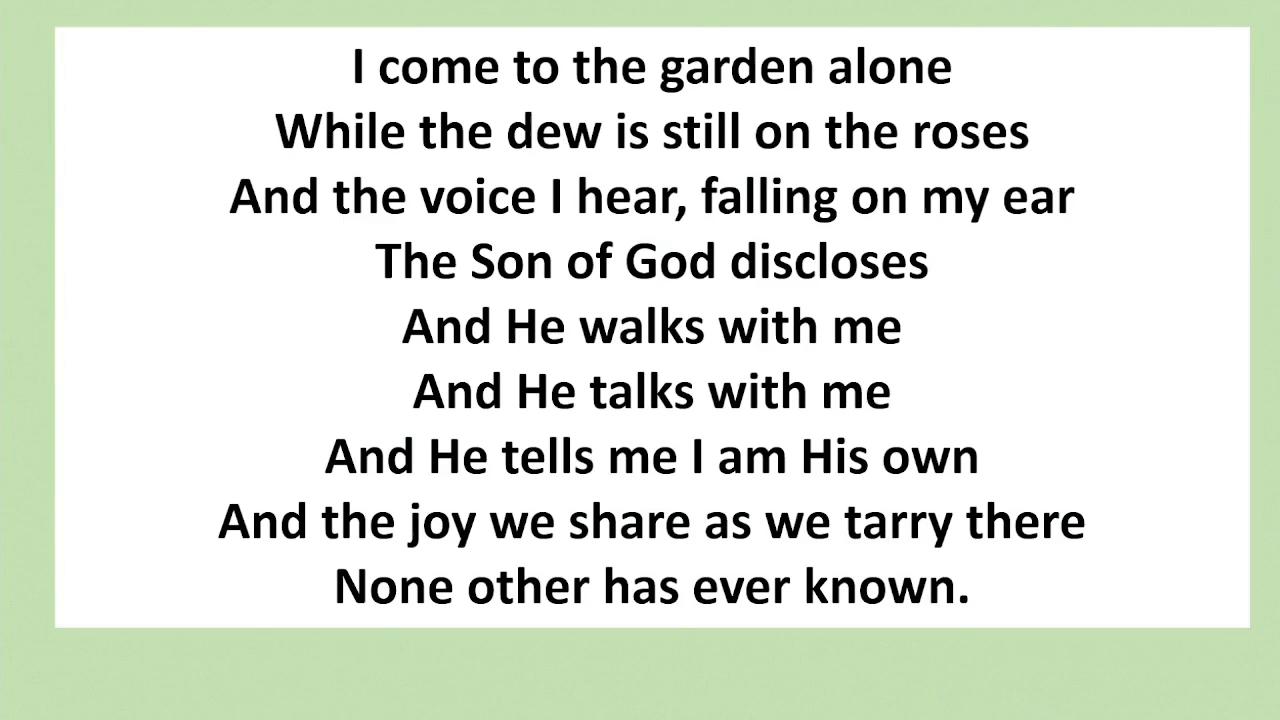 I come to the garden alone
While the dew is still on the roses
And the voice I hear, falling on my ear
The Son of God discloses
And He walks with me
And He talks with me
And He tells me I am His own
And the joy we share as we tarry there
None other has ever known.